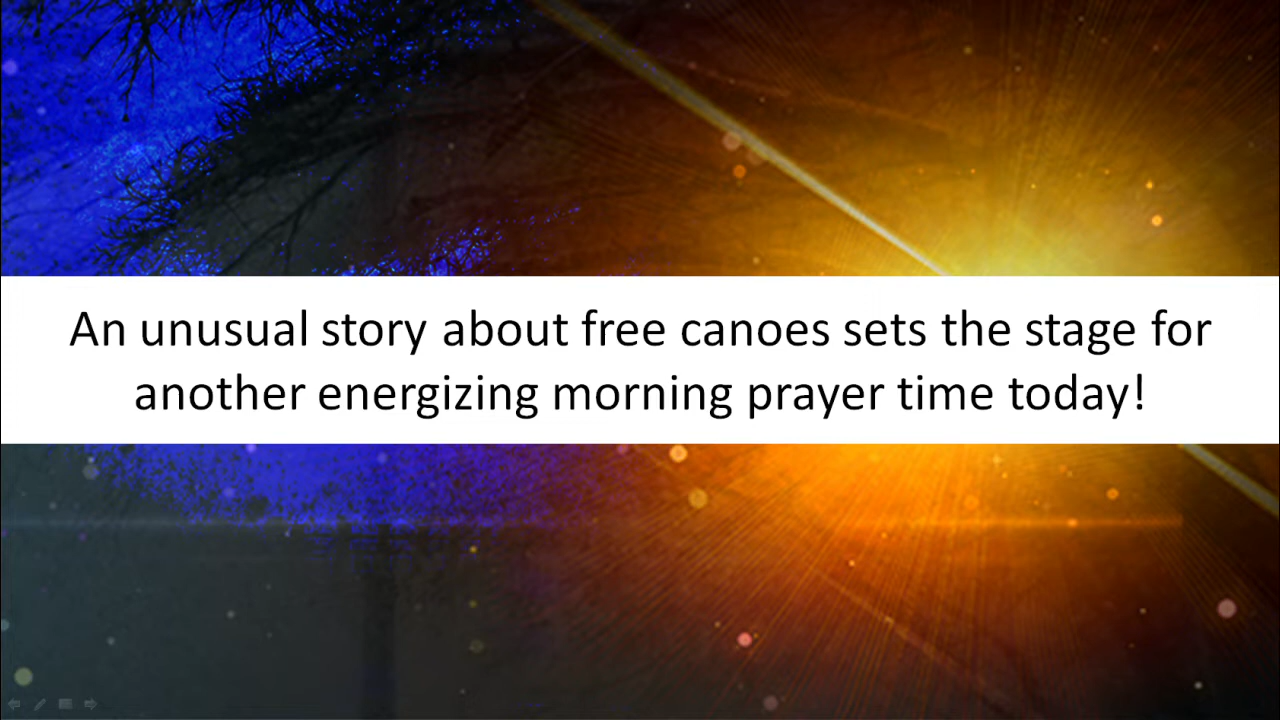 An unusual story about free canoes sets the stage for
another energizing morning prayer time today!